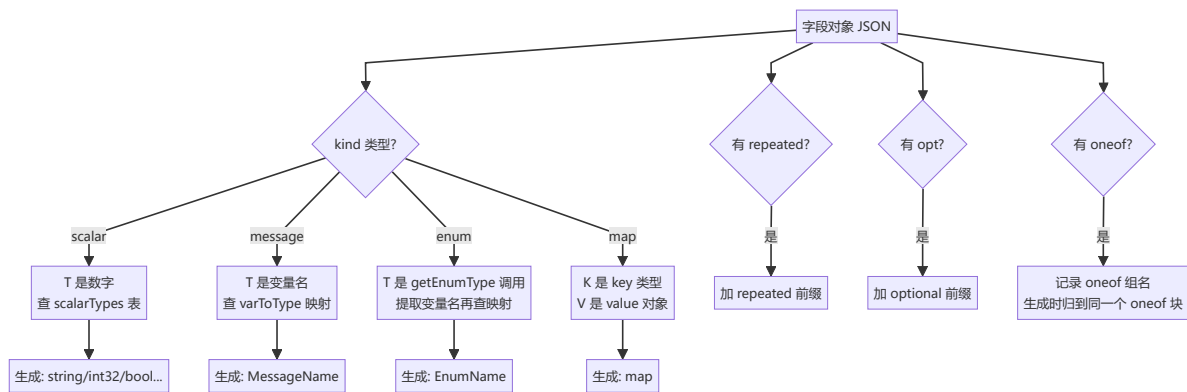 字段对象 JSON
kind 类型?
有 repeated?
有 opt?
有 oneof?
scalar
message
enum
map
是
是
是
T 是数字
查 scalarTypes 表
T 是变量名
查 varToType 映射
T 是 getEnumType 调用
提取变量名再查映射
K 是 key 类型
V 是 value 对象
加 repeated 前缀
加 optional 前缀
记录 oneof 组名
生成时归到同一个 oneof 块
生成: string/int32/bool...
生成: MessageName
生成: EnumName
生成: map